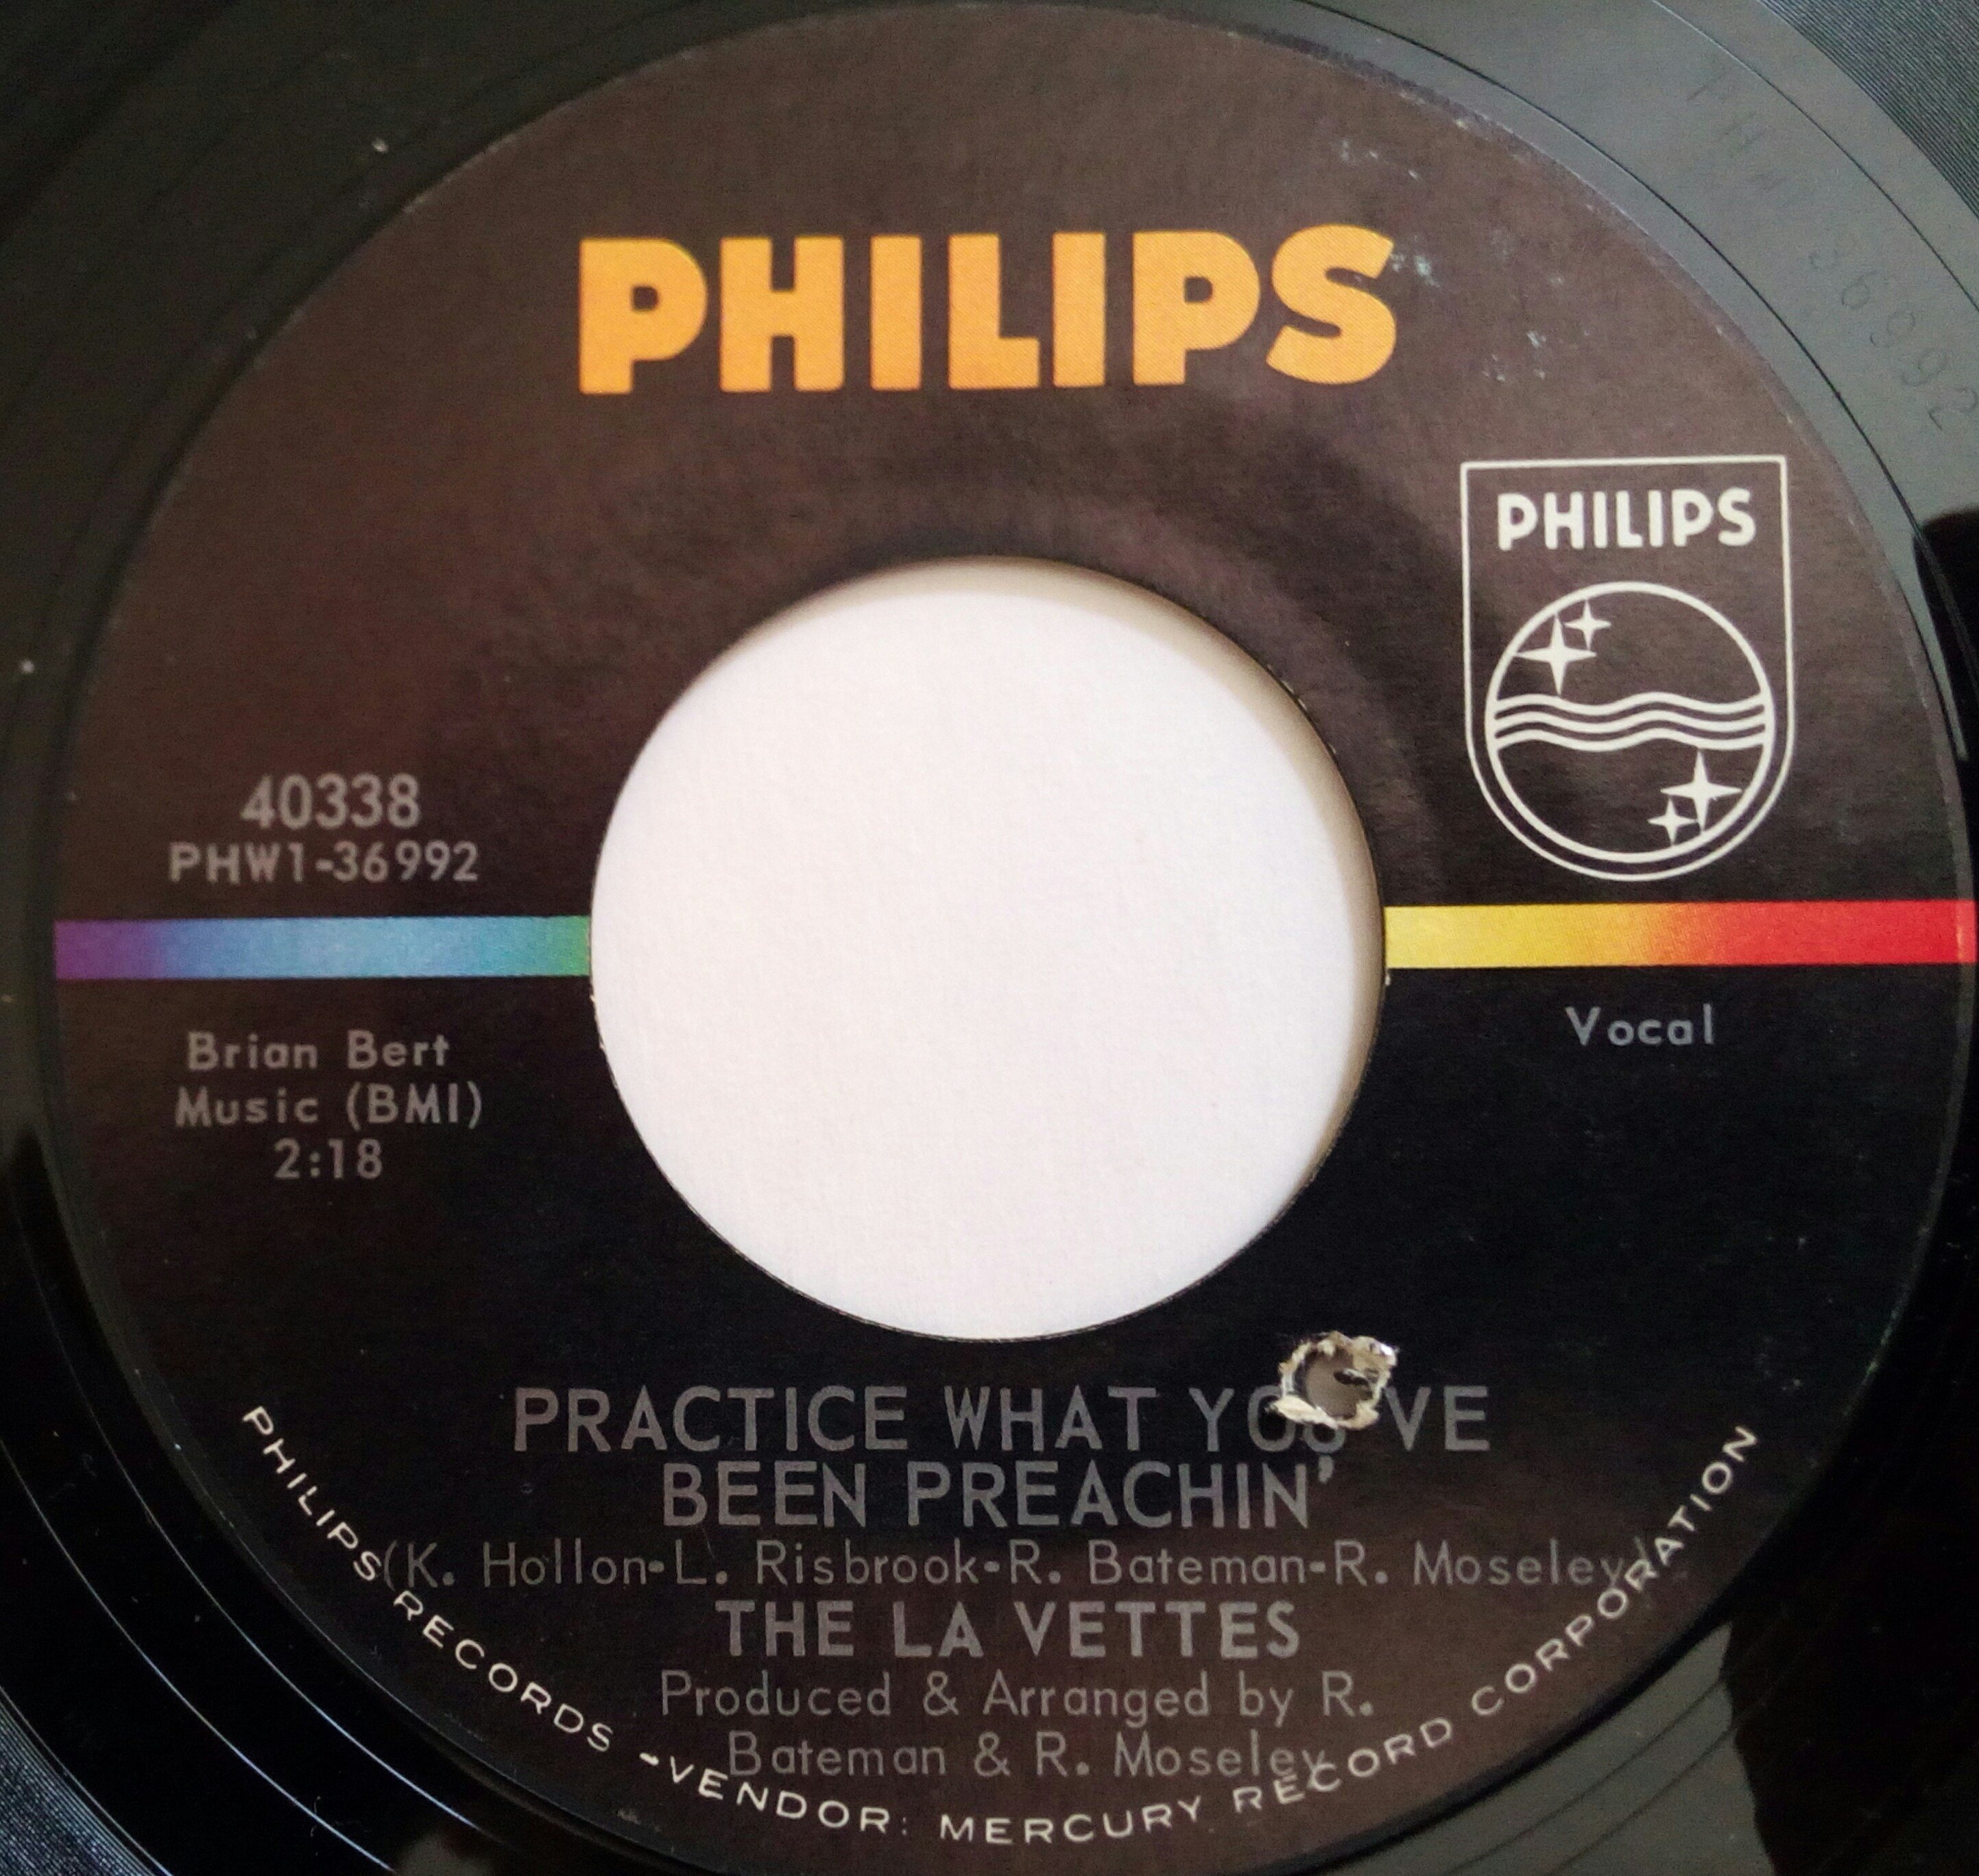 PHILIPS
PHILIPS
40338
PHW1-36992
Brian Bert
Music (BMI)
2:18
Vocal
PRACTICE WHAT YOU'VE
BEEN PREACHIN'
(K. Hollon-L. Risbrook-R. Bateman-R. Moseley)
THE LA VETTES
Produced & Arranged by R.
Bateman & R. Moseley
PHILIPS RECORDS - VENDOR: MERCURY RECORD CORPORATION